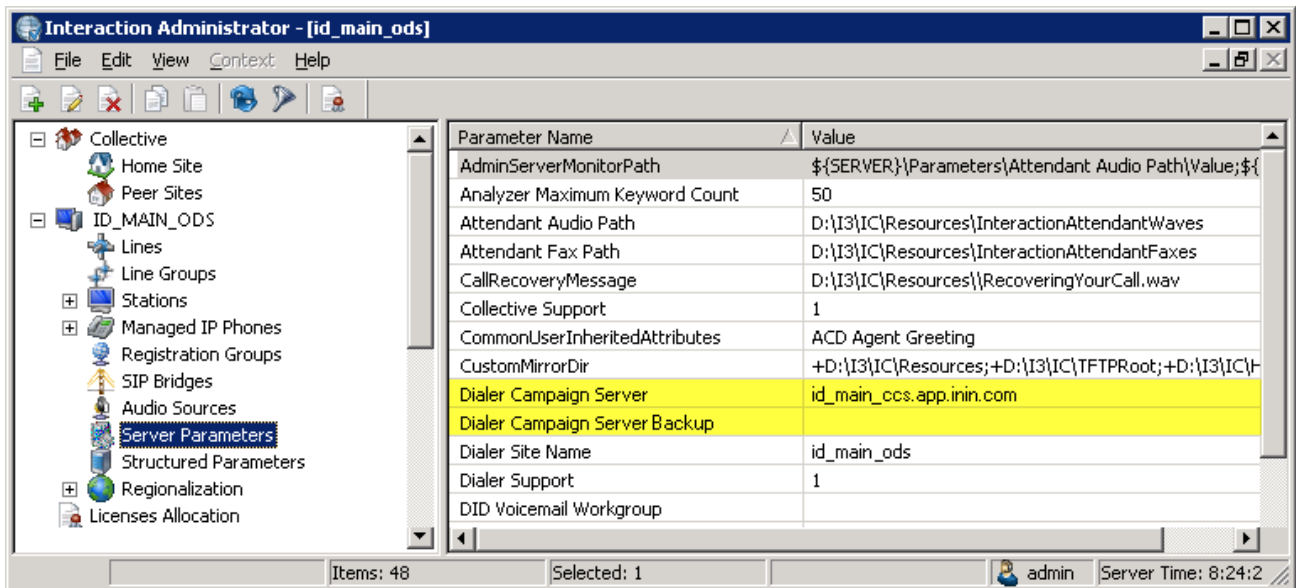 Interaction Administrator - [id_main_ods]
File Edit View Context Help
Collective
Home Site
Peer Sites
ID_MAIN_ODS
Lines
Line Groups
Stations
Managed IP Phones
Registration Groups
SIP Bridges
Audio Sources
Server Parameters
Structured Parameters
Regionalization
Licenses Allocation
Parameter Name Value
AdminServerMonitorPath ${SERVER}\Parameters\Attendant Audio Path\Value;${
Analyzer Maximum Keyword Count 50
Attendant Audio Path D:\I3\IC\Resources\InteractionAttendantWaves
Attendant Fax Path D:\I3\IC\Resources\InteractionAttendantFaxes
CallRecoveryMessage D:\I3\IC\Resources\\RecoveringYourCall.wav
Collective Support 1
CommonUserInheritedAttributes ACD Agent Greeting
CustomMirrorDir +D:\I3\IC\Resources;+D:\I3\IC\TFTPRoot;+D:\I3\IC\H
Dialer Campaign Server id_main_ccs.app.inin.com
Dialer Campaign Server Backup
Dialer Site Name id_main_ods
Dialer Support 1
DID Voicemail Workgroup
Items: 48 Selected: 1 admin Server Time: 8:24:2